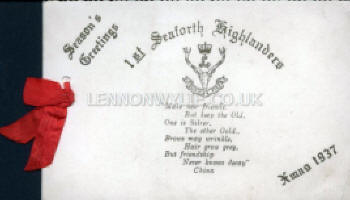 Season's
Greetings
1st Seaforth Highlanders
LENNONWYLIE.CO.UK
"Make new friends,
But keep the Old,
One is Silver,
The other Gold,
Brows may wrinkle,
Hair grow grey,
But friendship
Never knows decay"
China
Xmas 1937